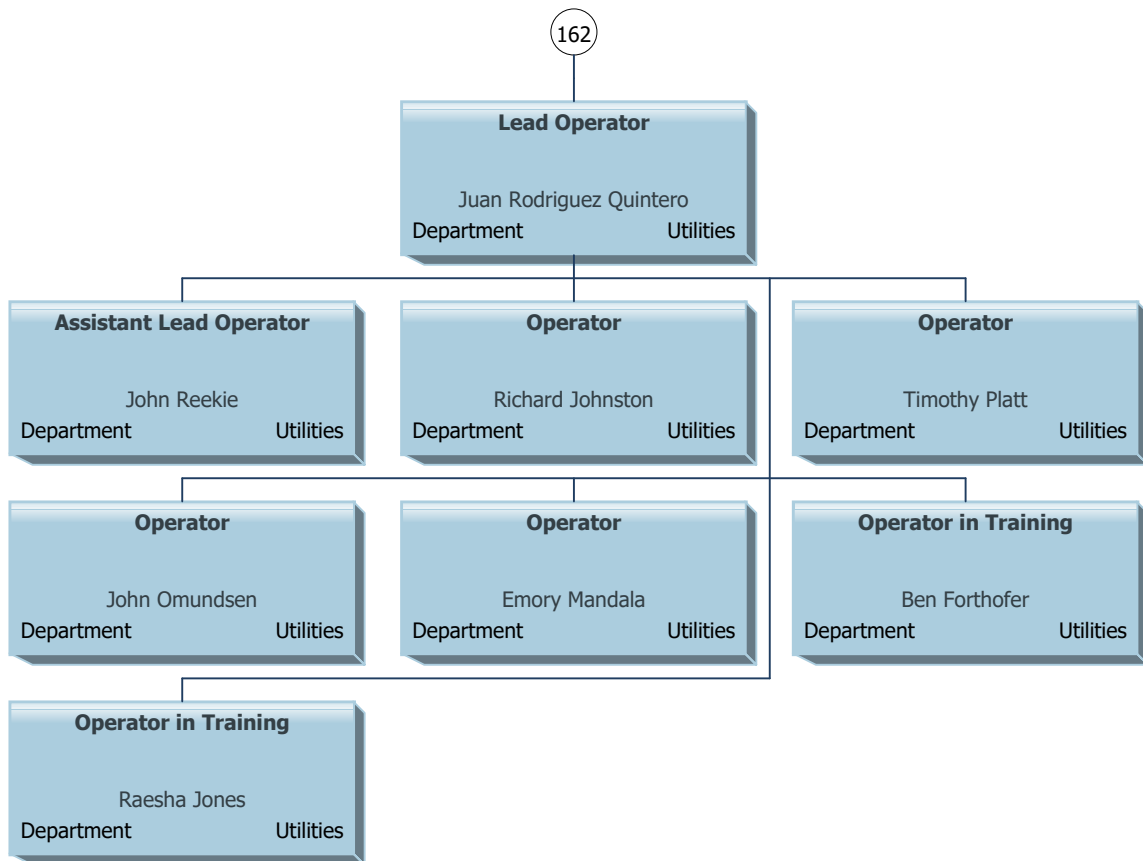 162
Lead Operator
Juan Rodriguez Quintero
Department Utilities
Assistant Lead Operator
John Reekie
Department Utilities
Operator
Richard Johnston
Department Utilities
Operator
Timothy Platt
Department Utilities
Operator
John Omundsen
Department Utilities
Operator
Emory Mandala
Department Utilities
Operator in Training
Ben Forthofer
Department Utilities
Operator in Training
Raesha Jones
Department Utilities